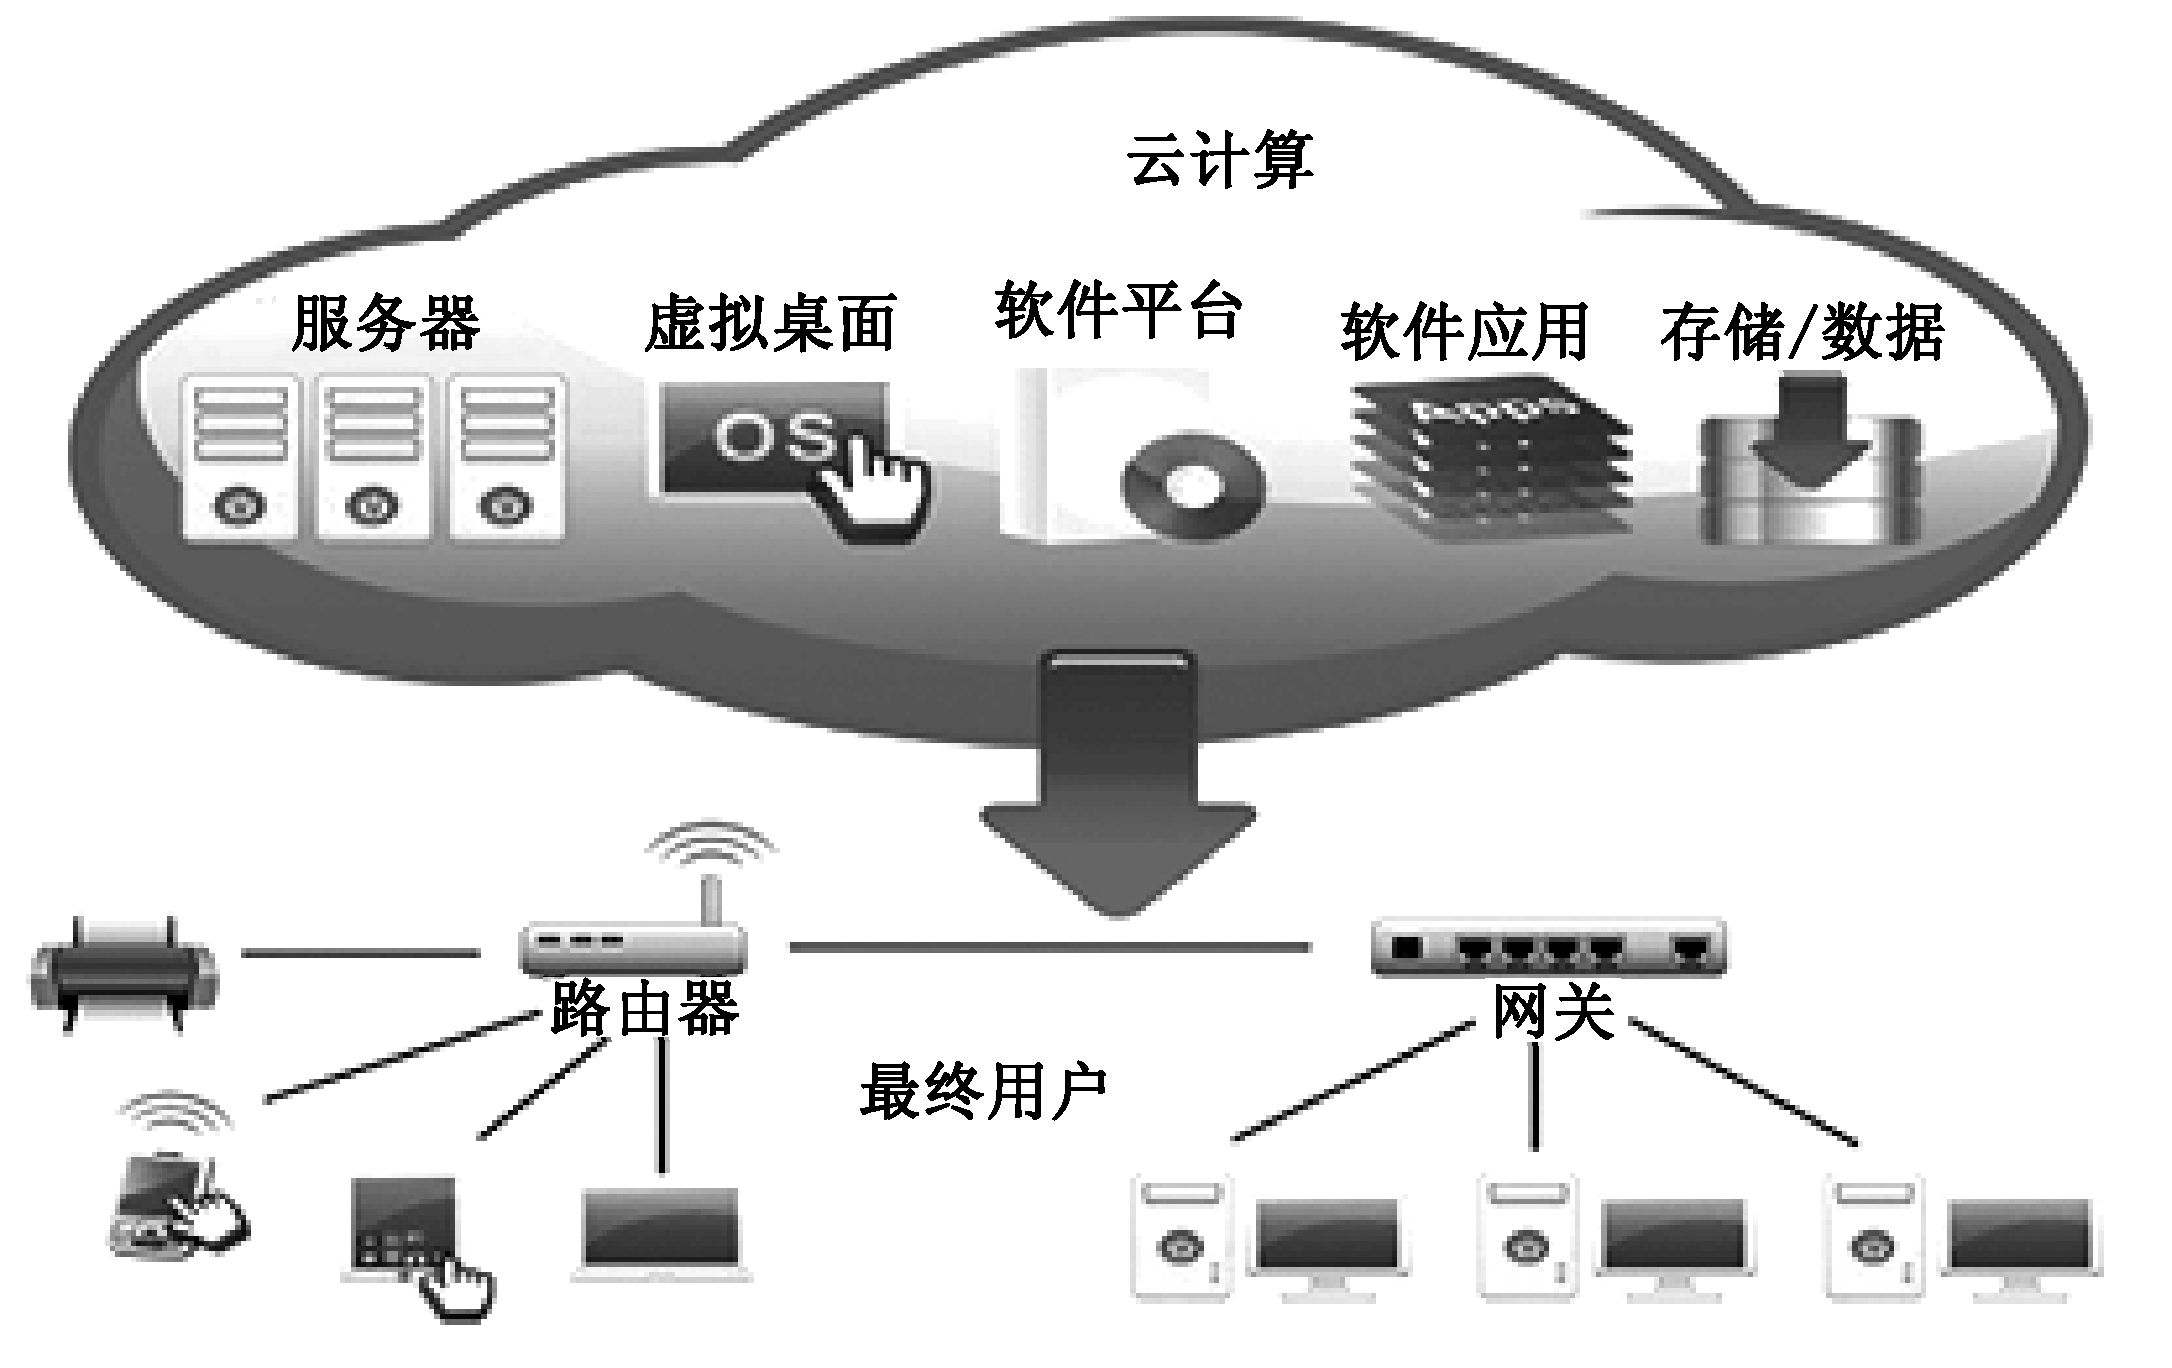 云计算
服务器
虚拟桌面
软件平台
软件应用
存储/数据
OS
Apps
路由器
网关
最终用户